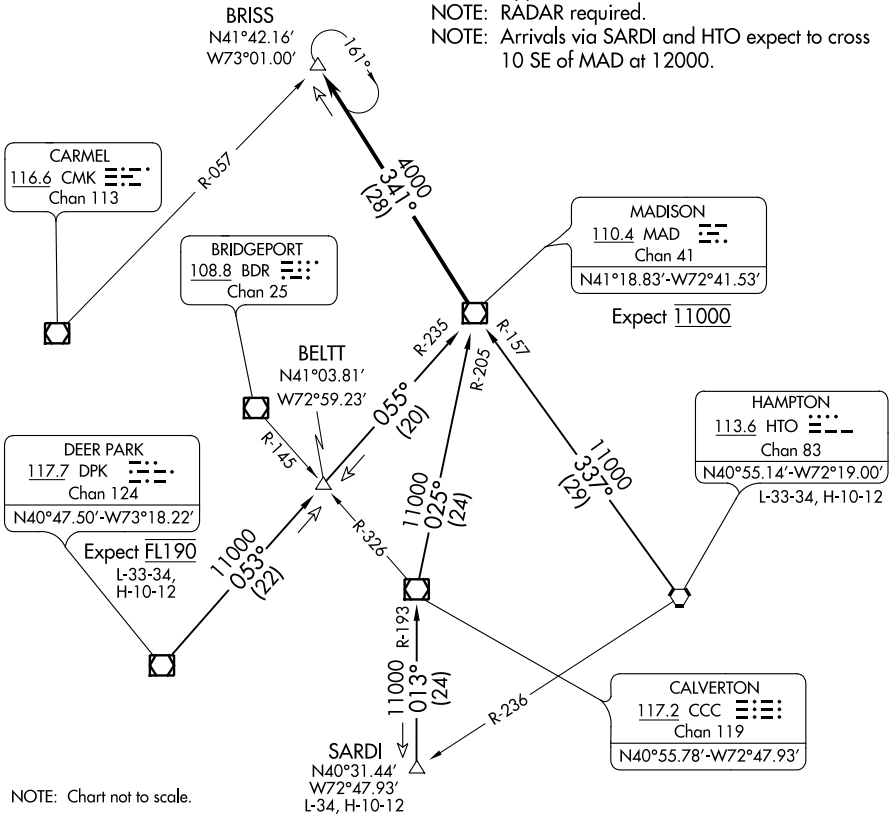 BRISS
N41°42.16'
W73°01.00'
161°
NOTE: RADAR required.
NOTE: Arrivals via SARDI and HTO expect to cross
10 SE of MAD at 12000.
CARMEL
116.6 CMK
Chan 113
R-057
4000
341°
(28)
MADISON
110.4 MAD
Chan 41
N41°18.83'-W72°41.53'
Expect 11000
BRIDGEPORT
108.8 BDR
Chan 25
R-145
BELTT
N41°03.81'
W72°59.23'
R-235
055°
(20)
R-205
R-157
HAMPTON
113.6 HTO
Chan 83
N40°55.14'-W72°19.00'
L-33-34, H-10-12
11000
337°
(29)
DEER PARK
117.7 DPK
Chan 124
N40°47.50'-W73°18.22'
Expect FL190
L-33-34,
H-10-12
11000
053°
(22)
R-326
11000
025°
(24)
R-193
11000
013°
(24)
R-236
CALVERTON
117.2 CCC
Chan 119
N40°55.78'-W72°47.93'
SARDI
N40°31.44'
W72°47.93'
L-34, H-10-12
NOTE: Chart not to scale.